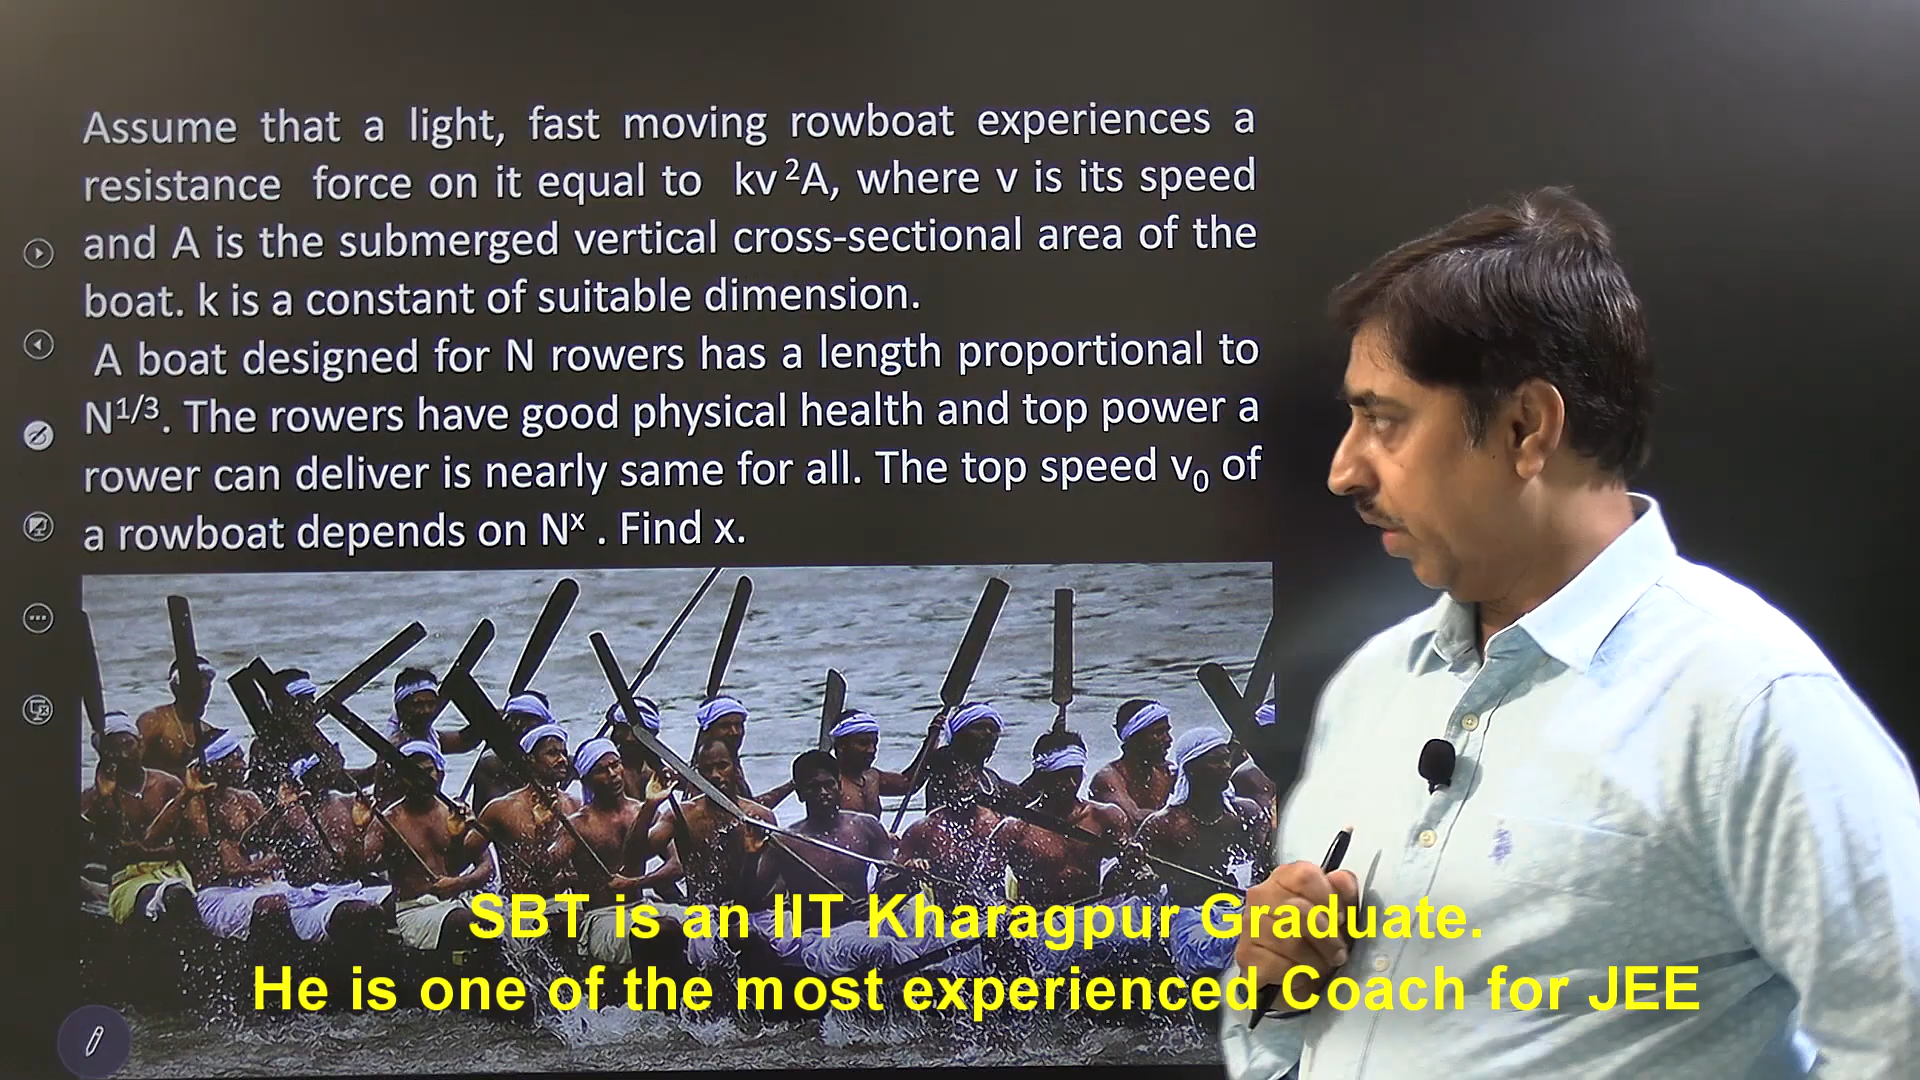 Assume that a light, fast moving rowboat experiences a
resistance force on it equal to kv²A, where v is its speed
and A is the submerged vertical cross-sectional area of the
boat. k is a constant of suitable dimension.
A boat designed for N rowers has a length proportional to
N¹/³. The rowers have good physical health and top power a
rower can deliver is nearly same for all. The top speed v₀ of
a rowboat depends on Nˣ . Find x.
SBT is an IIT Kharagpur Graduate.
He is one of the most experienced Coach for JEE